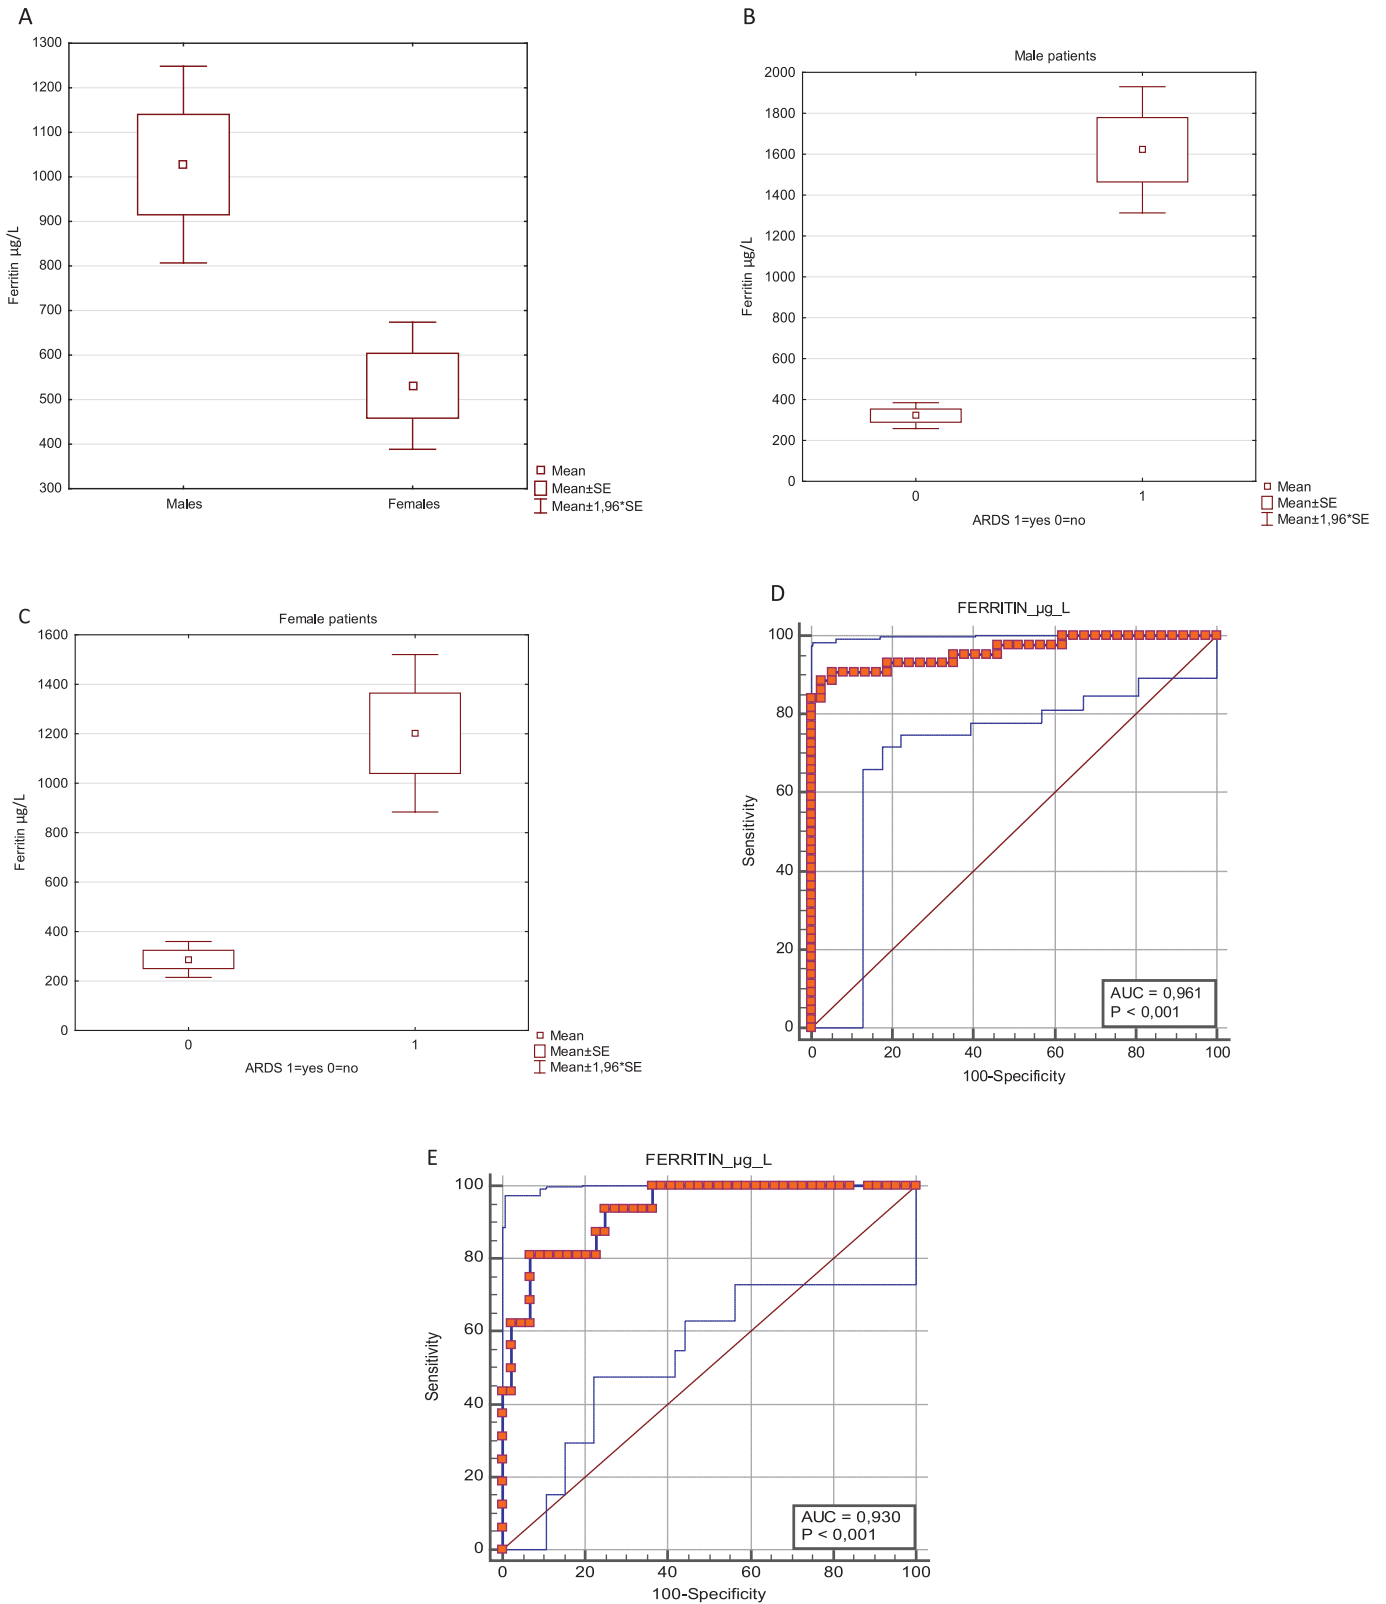 A
1300
1200
1100
1000
900
800
700
600
500
400
300
Ferritin µg/L
Males
Females
Mean
Mean±SE
Mean±1,96*SE
B
Male patients
2000
1800
1600
1400
1200
1000
800
600
400
200
0
Ferritin µg/L
0
1
ARDS 1=yes 0=no
Mean
Mean±SE
Mean±1,96*SE
C
Female patients
1600
1400
1200
1000
800
600
400
200
0
Ferritin µg/L
0
1
ARDS 1=yes 0=no
Mean
Mean±SE
Mean±1,96*SE
D
FERRITIN_µg_L
100
80
60
40
20
0
Sensitivity
AUC = 0,961
P < 0,001
0 20 40 60 80 100
100-Specificity
E
FERRITIN_µg_L
100
80
60
40
20
0
Sensitivity
AUC = 0,930
P < 0,001
0 20 40 60 80 100
100-Specificity